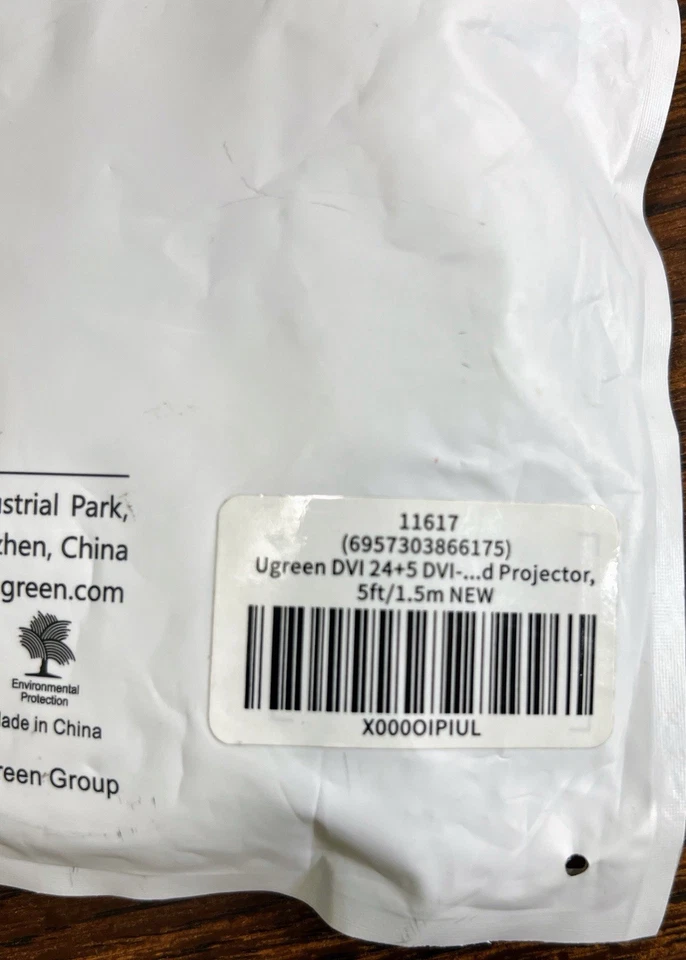 ustrial Park,
zhen, China
green.com
Environmental
Protection
ade in China
reen Group
11617
(6957303866175)
Ugreen DVI 24+5 DVI-...d Projector,
5ft/1.5m NEW
X000OIPIUL